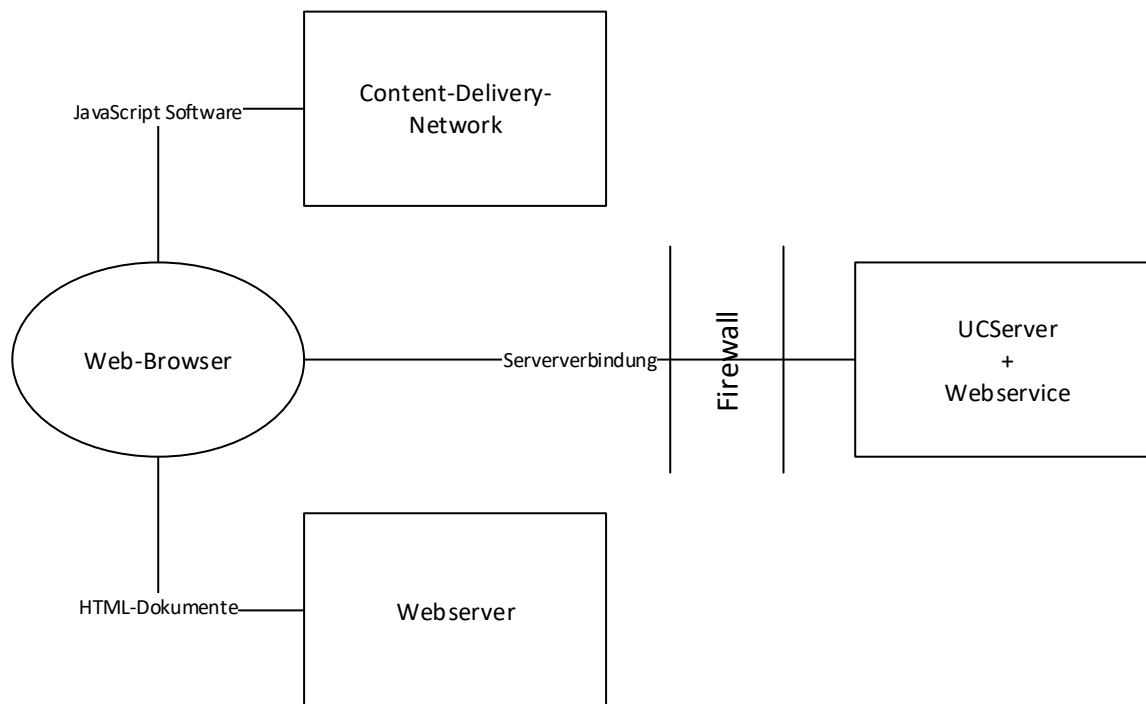 Content-Delivery-
Network
JavaScript Software
Web-Browser
Serververbindung
Firewall
UCServer
+
Webservice
HTML-Dokumente
Webserver